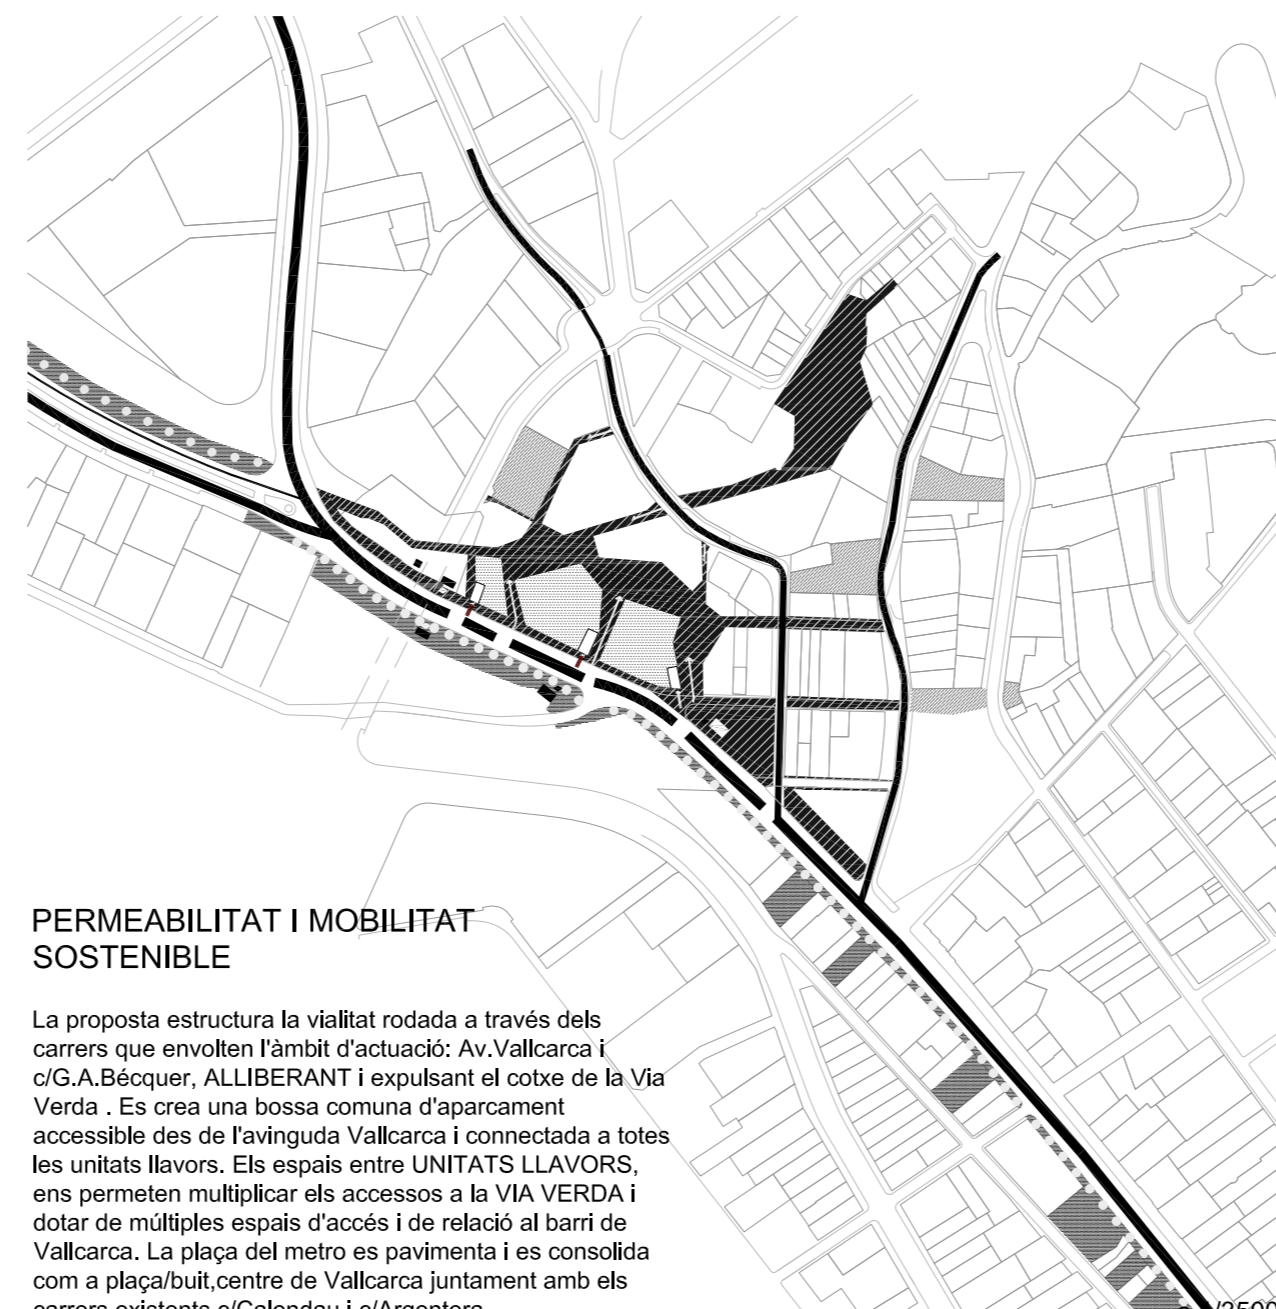 PERMEABILITAT I MOBILITAT
SOSTENIBLE
La proposta estructura la vialitat rodada a través dels
carrers que envolten l'àmbit d'actuació: Av.Vallcarca i
c/G.A.Bécquer, ALLIBERANT i expulsant el cotxe de la Via
Verda . Es crea una bossa comuna d'aparcament
accessible des de l'avinguda Vallcarca i connectada a totes
les unitats llavors. Els espais entre UNITATS LLAVORS,
ens permeten multiplicar els accessos a la VIA VERDA i
dotar de múltiples espais d'accés i de relació al barri de
Vallcarca. La plaça del metro es pavimenta i es consolida
com a plaça/buit,centre de Vallcarca juntament amb els
carrers existents c/Calendau i c/Argentera